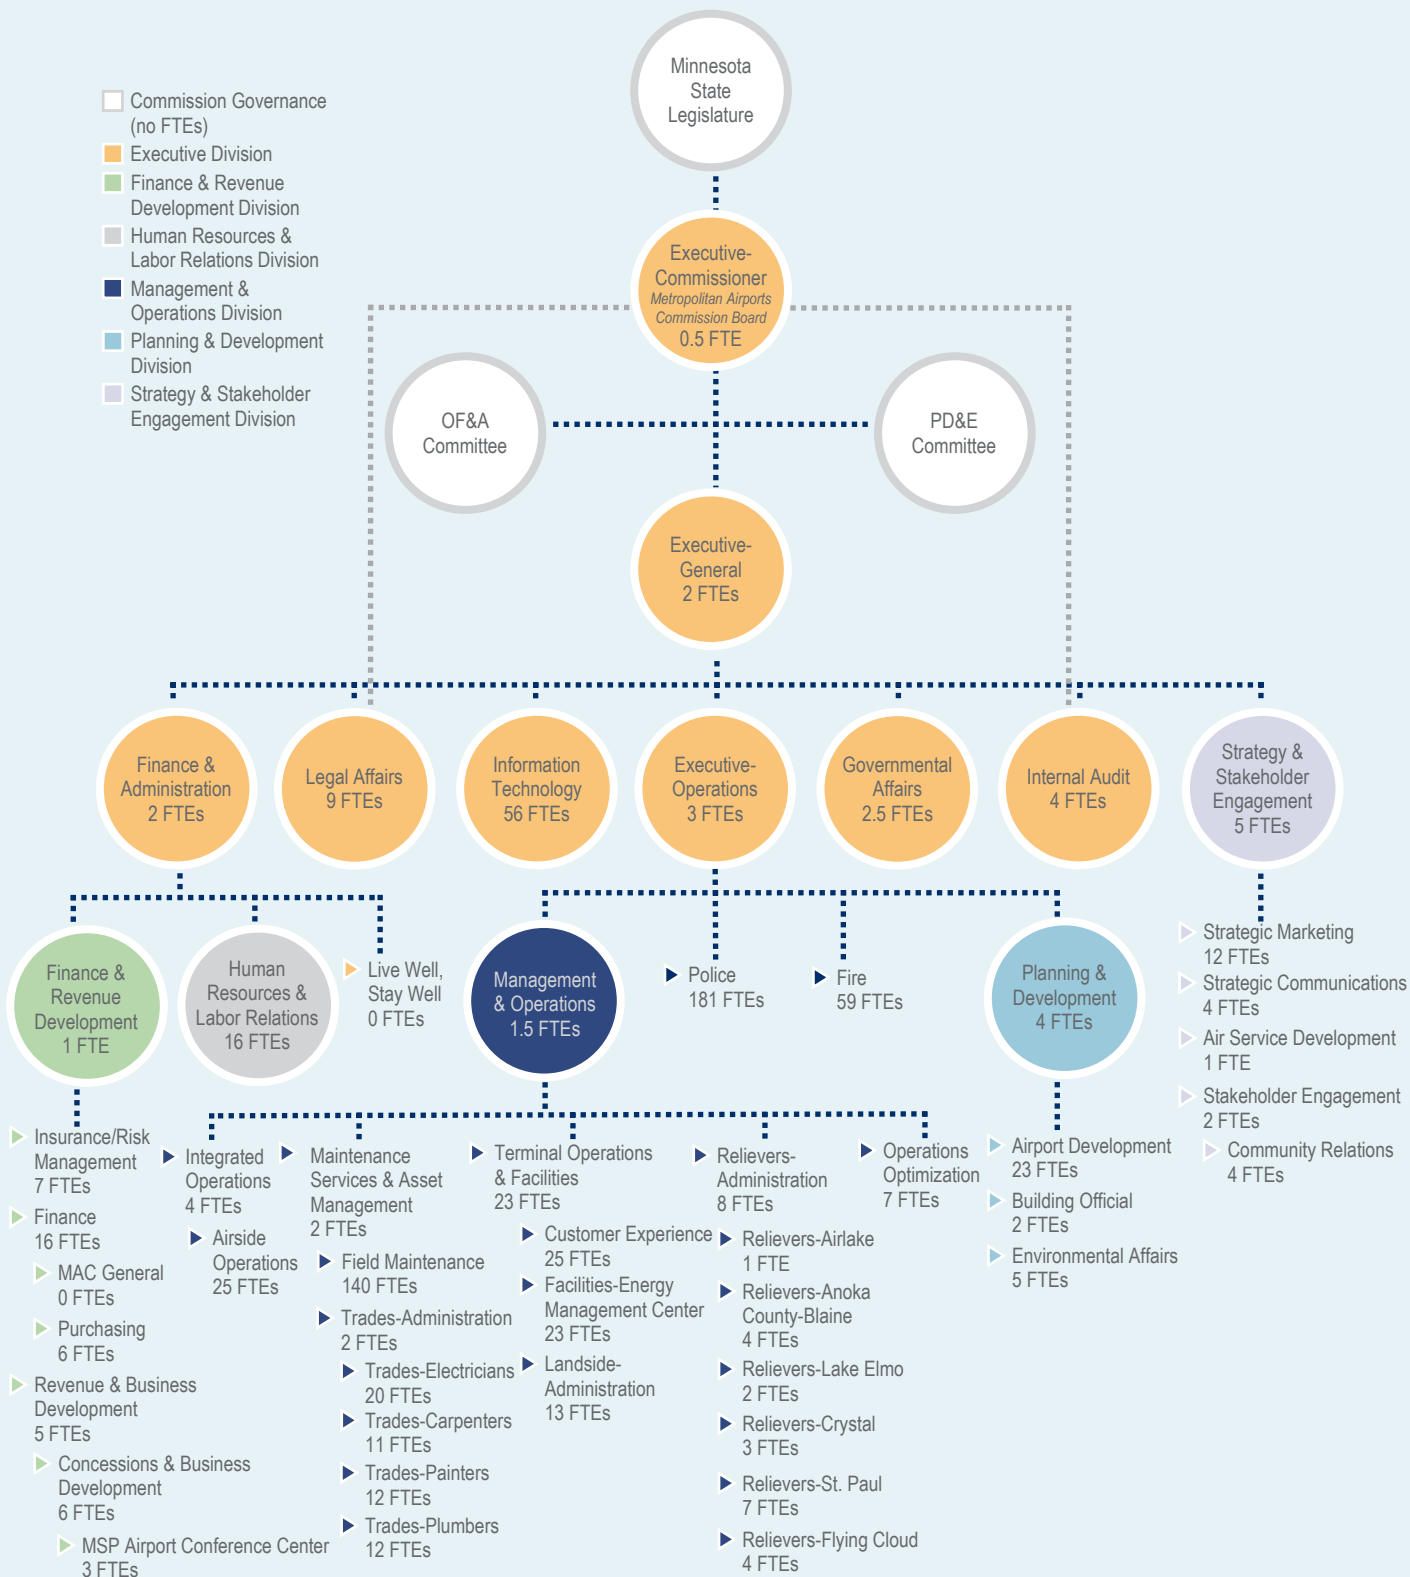 Minnesota
State
Legislature
Commission Governance
(no FTEs)
Executive Division
Finance & Revenue
Development Division
Human Resources &
Labor Relations Division
Management &
Operations Division
Planning & Development
Division
Strategy & Stakeholder
Engagement Division
Executive-
Commissioner
Metropolitan Airports
Commission Board
0.5 FTE
OF&A
Committee
PD&E
Committee
Executive-
General
2 FTEs
Finance &
Administration
2 FTEs
Legal Affairs
9 FTEs
Information
Technology
56 FTEs
Executive-
Operations
3 FTEs
Governmental
Affairs
2.5 FTEs
Internal Audit
4 FTEs
Strategy &
Stakeholder
Engagement
5 FTEs
Finance &
Revenue
Development
1 FTE
Human
Resources &
Labor Relations
16 FTEs
Live Well,
Stay Well
0 FTEs
Management
& Operations
1.5 FTEs
Police
181 FTEs
Fire
59 FTEs
Planning &
Development
4 FTEs
Strategic Marketing
12 FTEs
Strategic Communications
4 FTEs
Air Service Development
1 FTE
Stakeholder Engagement
2 FTEs
Community Relations
4 FTEs
Insurance/Risk
Management
7 FTEs
Finance
16 FTEs
MAC General
0 FTEs
Purchasing
6 FTEs
Revenue & Business
Development
5 FTEs
Concessions & Business
Development
6 FTEs
MSP Airport Conference Center
3 FTEs
Integrated
Operations
4 FTEs
Airside
Operations
25 FTEs
Maintenance
Services & Asset
Management
2 FTEs
Field Maintenance
140 FTEs
Trades-Administration
2 FTEs
Trades-Electricians
20 FTEs
Trades-Carpenters
11 FTEs
Trades-Painters
12 FTEs
Trades-Plumbers
12 FTEs
Terminal Operations
& Facilities
23 FTEs
Customer Experience
25 FTEs
Facilities-Energy
Management Center
23 FTEs
Landside-
Administration
13 FTEs
Relievers-
Administration
8 FTEs
Relievers-Airlake
1 FTE
Relievers-Anoka
County-Blaine
4 FTEs
Relievers-Lake Elmo
2 FTEs
Relievers-Crystal
3 FTEs
Relievers-St. Paul
7 FTEs
Relievers-Flying Cloud
4 FTEs
Operations
Optimization
7 FTEs
Airport Development
23 FTEs
Building Official
2 FTEs
Environmental Affairs
5 FTEs